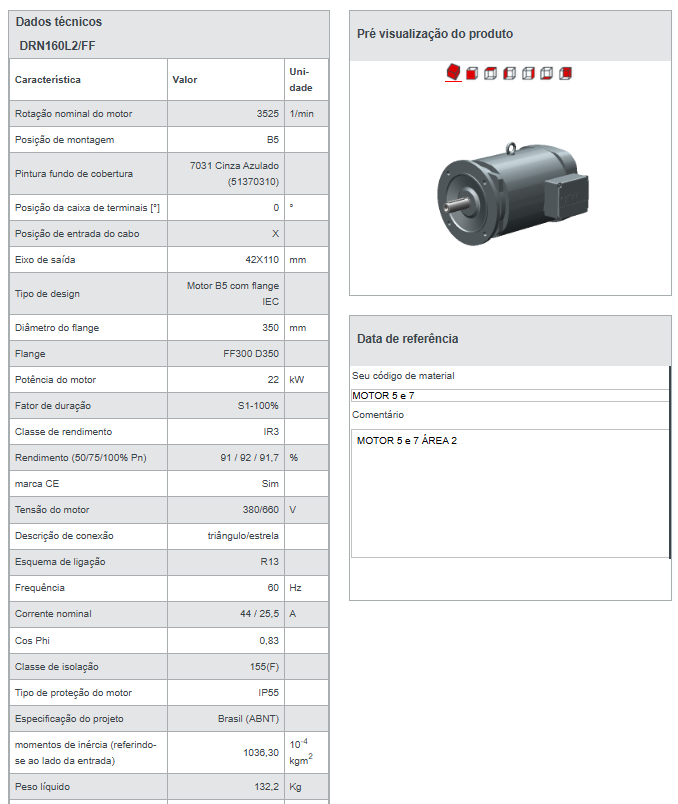 Dados técnicos
DRN160L2/FF
Característica Valor Uni-
dade
Rotação nominal do motor 3525 1/min
Posição de montagem B5
Pintura fundo de cobertura 7031 Cinza Azulado
(51370310)
Posição da caixa de terminais [°] 0 °
Posição de entrada do cabo X
Eixo de saída 42X110 mm
Tipo de design Motor B5 com flange
IEC
Diâmetro do flange 350 mm
Flange FF300 D350
Potência do motor 22 kW
Fator de duração S1-100%
Classe de rendimento IR3
Rendimento (50/75/100% Pn) 91 / 92 / 91,7 %
marca CE Sim
Tensão do motor 380/660 V
Descrição de conexão triângulo/estrela
Esquema de ligação R13
Frequência 60 Hz
Corrente nominal 44 / 25,5 A
Cos Phi 0,83
Classe de isolação 155(F)
Tipo de proteção do motor IP55
Especificação do projeto Brasil (ABNT)
momentos de inércia (referindo-
se ao lado da entrada) 1036,30 10-4
kgm2
Peso líquido 132,2 Kg
Pré visualização do produto
Data de referência
Seu código de material
MOTOR 5 e 7
Comentário
MOTOR 5 e 7 ÁREA 2